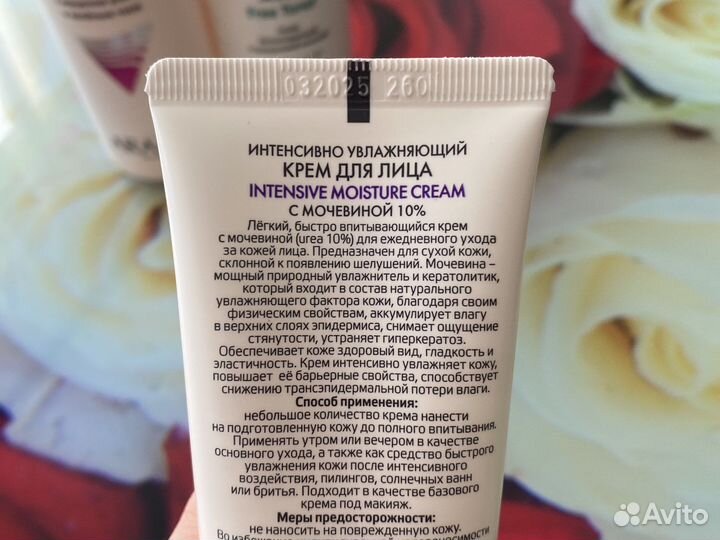 032025 260
ИНТЕНСИВНО УВЛАЖНЯЮЩИЙ
КРЕМ ДЛЯ ЛИЦА
INTENSIVE MOISTURE CREAM
С МОЧЕВИНОЙ 10%
Лёгкий, быстро впитывающийся крем
с мочевиной (urea 10%) для ежедневного ухода
за кожей лица. Предназначен для сухой кожи,
склонной к появлению шелушений. Мочевина –
мощный природный увлажнитель и кератолитик,
который входит в состав натурального
увлажняющего фактора кожи, благодаря своим
физическим свойствам, аккумулирует влагу
в верхних слоях эпидермиса, снимает ощущение
стянутости, устраняет гиперкератоз.
Обеспечивает коже здоровый вид, гладкость и
эластичность. Крем интенсивно увлажняет кожу,
повышает её барьерные свойства, способствует
снижению трансэпидермальной потери влаги.
Способ применения:
небольшое количество крема нанести
на подготовленную кожу до полного впитывания.
Применять утром или вечером в качестве
основного ухода, а также как средство быстрого
увлажнения кожи после интенсивного
воздействия, пилингов, солнечных ванн
или бритья. Подходит в качестве базового
крема под макияж.
Меры предосторожности:
не наносить на поврежденную кожу.
Во
Avito